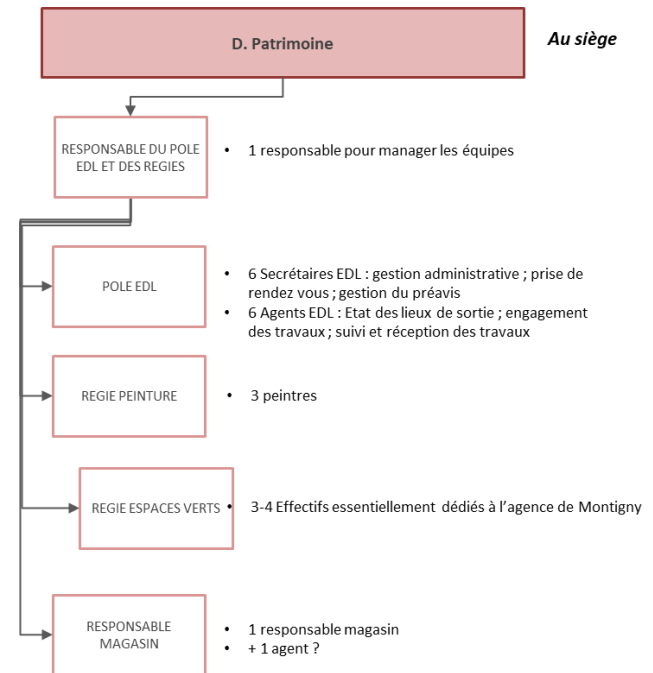 D. Patrimoine
Au siège
RESPONSABLE DU POLE
EDL ET DES REGIES
• 1 responsable pour manager les équipes
POLE EDL
• 6 Secrétaires EDL : gestion administrative ; prise de
rendez vous ; gestion du préavis
• 6 Agents EDL : Etat des lieux de sortie ; engagement
des travaux ; suivi et réception des travaux
REGIE PEINTURE
• 3 peintres
REGIE ESPACES VERTS
• 3-4 Effectifs essentiellement dédiés à l’agence de Montigny
RESPONSABLE
MAGASIN
• 1 responsable magasin
• + 1 agent ?